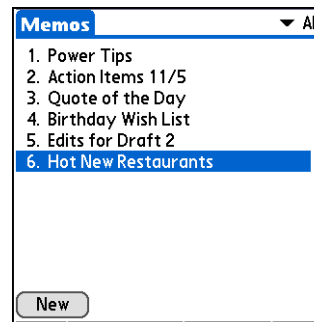 Memos
1. Power Tips
2. Action Items 11/5
3. Quote of the Day
4. Birthday Wish List
5. Edits for Draft 2
6. Hot New Restaurants
New